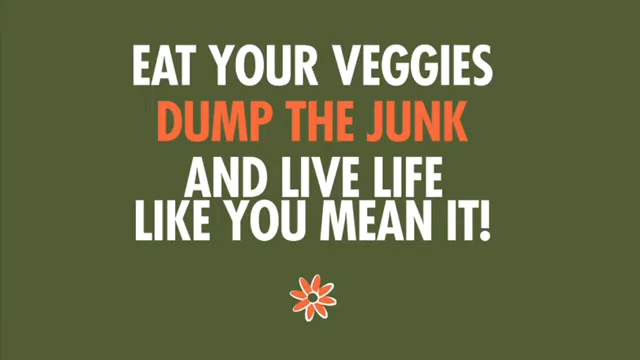 EAT YOUR VEGGIES
DUMP THE JUNK
AND LIVE LIFE
LIKE YOU MEAN IT!